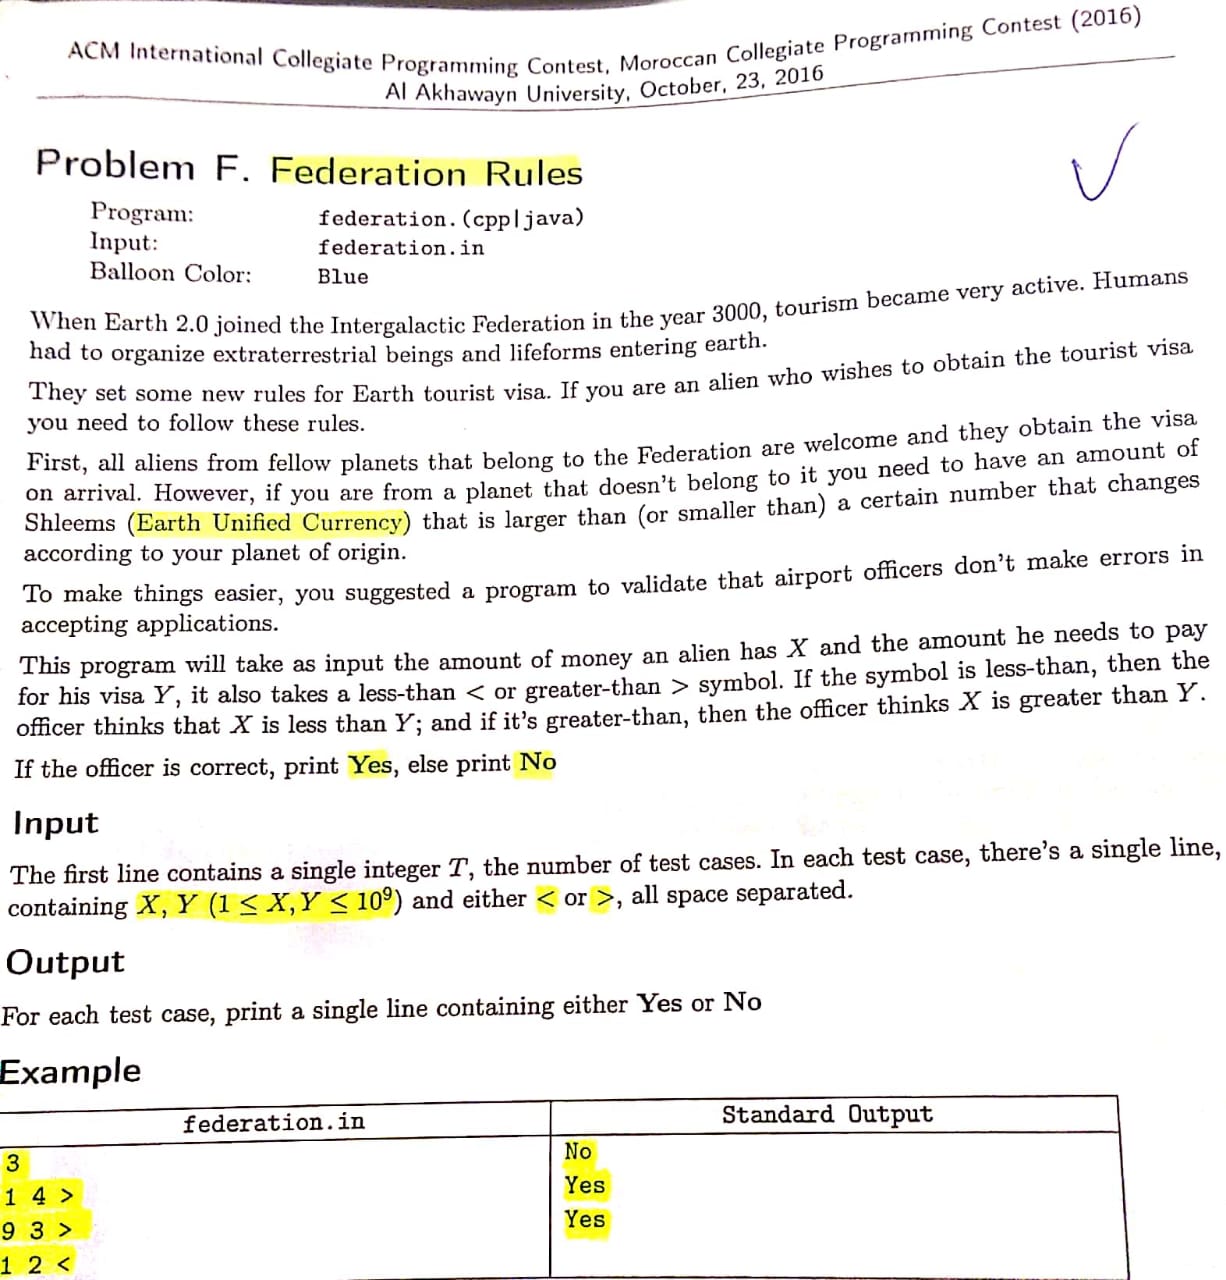 ACM International Collegiate Programming Contest, Moroccan Collegiate Programming Contest (2016)
Al Akhawayn University, October, 23, 2016
Problem F. Federation Rules
Program: federation.(cpp|java)
Input: federation.in
Balloon Color: Blue
When Earth 2.0 joined the Intergalactic Federation in the year 3000, tourism became very active. Humans
had to organize extraterrestrial beings and lifeforms entering earth.
They set some new rules for Earth tourist visa. If you are an alien who wishes to obtain the tourist visa
you need to follow these rules.
First, all aliens from fellow planets that belong to the Federation are welcome and they obtain the visa
on arrival. However, if you are from a planet that doesn't belong to it you need to have an amount of
Shleems (Earth Unified Currency) that is larger than (or smaller than) a certain number that changes
according to your planet of origin.
To make things easier, you suggested a program to validate that airport officers don't make errors in
accepting applications.
This program will take as input the amount of money an alien has X and the amount he needs to pay
for his visa Y, it also takes a less-than < or greater-than > symbol. If the symbol is less-than, then the
officer thinks that X is less than Y; and if it's greater-than, then the officer thinks X is greater than Y.
If the officer is correct, print Yes, else print No
Input
The first line contains a single integer T, the number of test cases. In each test case, there's a single line,
containing X, Y (1 ≤ X, Y ≤ 10⁹) and either < or >, all space separated.
Output
For each test case, print a single line containing either Yes or No
Example
federation.in Standard Output
3 No
1 4 > Yes
9 3 > Yes
1 2 <